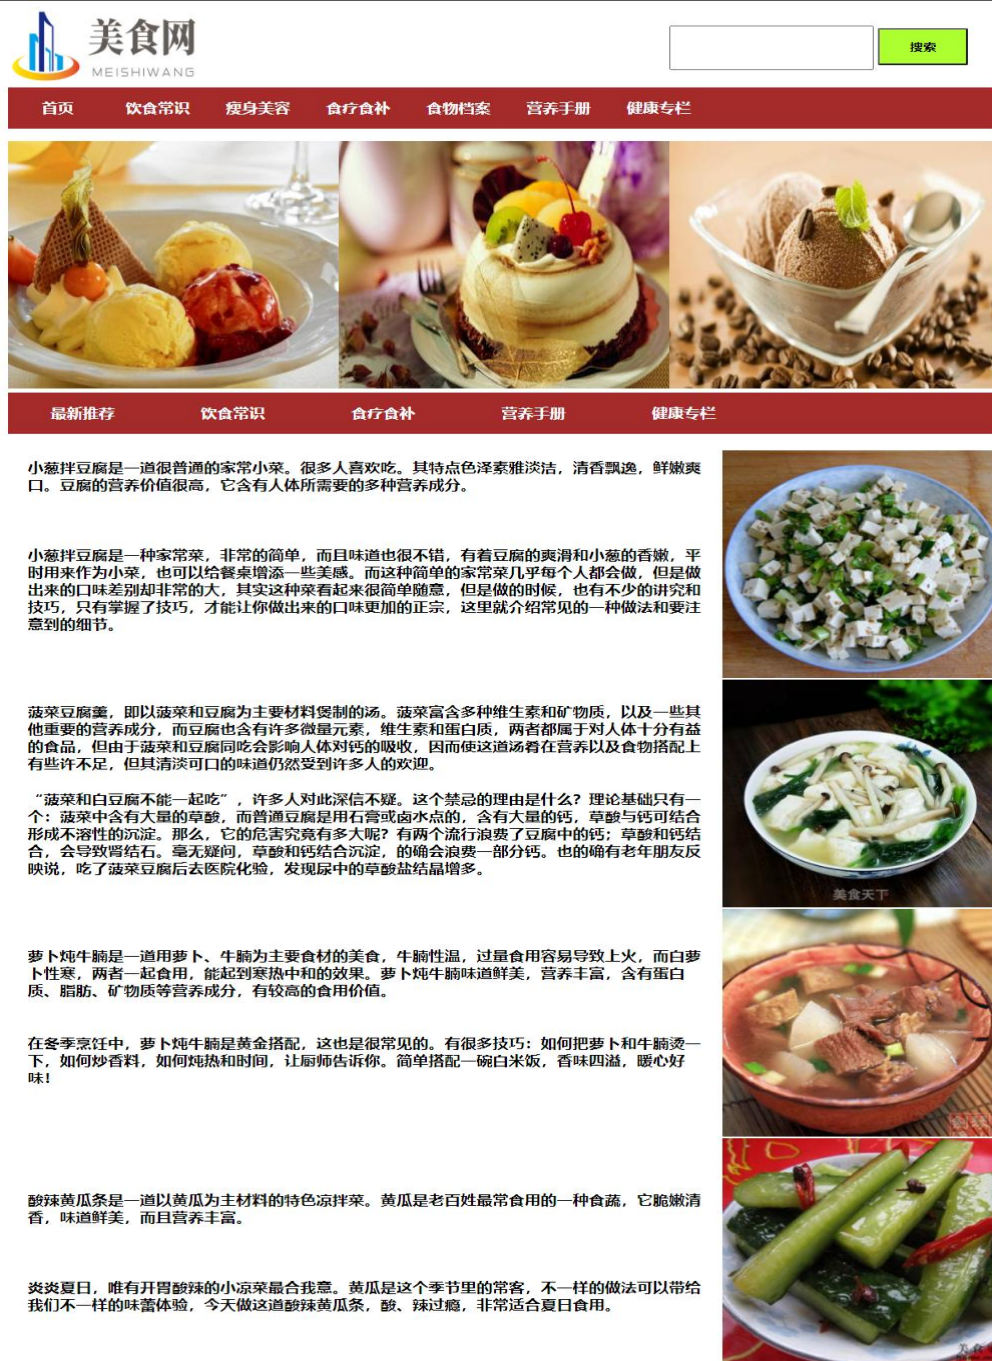 美食网
MEISHIWANG
搜索
首页 饮食常识 瘦身美容 食疗食补 食物档案 营养手册 健康专栏
最新推荐 饮食常识 食疗食补 营养手册 健康专栏
小葱拌豆腐是一道很普通的家常小菜。很多人喜欢吃。其特点色泽素雅淡洁，清香飘逸，鲜嫩爽
口。豆腐的营养价值很高，它含有人体所需要的多种营养成分。
小葱拌豆腐是一种家常菜，非常的简单，而且味道也很不错，有着豆腐的爽滑和小葱的香嫩，平
时用来作为小菜，也可以给餐桌增添一些美感。而这种简单的家常菜几乎每个人都会做，但是做
出来的口味差别却非常的大，其实这种菜看起来很简单随意，但是做的时候，也有不少的讲究和
技巧，只有掌握了技巧，才能让你做出来的口味更加的正宗，这里就介绍常见的一种做法和要注
意到的细节。
菠菜豆腐羹，即以菠菜和豆腐为主要材料煲制的汤。菠菜富含多种维生素和矿物质，以及一些其
他重要的营养成分，而豆腐也含有许多微量元素，维生素和蛋白质，两者都属于对人体十分有益
的食品，但由于菠菜和豆腐同吃会影响人体对钙的吸收，因而使这道汤肴在营养以及食物搭配上
有些许不足，但其清淡可口的味道仍然受到许多人的欢迎。
“菠菜和白豆腐不能一起吃”，许多人对此深信不疑。这个禁忌的理由是什么？理论基础只有一
个：菠菜中含有大量的草酸，而普通豆腐是用石膏或卤水点的，含有大量的钙，草酸与钙可结合
形成不溶性的沉淀。那么，它的危害究竟有多大呢？有两个流行浪费了豆腐中的钙；草酸和钙结
合，会导致肾结石。毫无疑问，草酸和钙结合沉淀，的确会浪费一部分钙。也的确有老年朋友反
映说，吃了菠菜豆腐后去医院化验，发现尿中的草酸盐结晶增多。
美食天下
萝卜炖牛腩是一道用萝卜、牛腩为主要食材的美食，牛腩性温，过量食用容易导致上火，而白萝
卜性寒，两者一起食用，能起到寒热中和的效果。萝卜炖牛腩味道鲜美，营养丰富，含有蛋白
质、脂肪、矿物质等营养成分，有较高的食用价值。
在冬季烹饪中，萝卜炖牛腩是黄金搭配，这也是很常见的。有很多技巧：如何把萝卜和牛腩烫一
下，如何炒香料，如何炖热和时间，让厨师告诉你。简单搭配一碗白米饭，香味四溢，暖心好
味！
酸辣黄瓜条是一道以黄瓜为主材料的特色凉拌菜。黄瓜是老百姓最常食用的一种食蔬，它脆嫩清
香，味道鲜美，而且营养丰富。
炎炎夏日，唯有开胃酸辣的小凉菜最合我意。黄瓜是这个季节里的常客，不一样的做法可以带给
我们不一样的味蕾体验，今天做这道酸辣黄瓜条，酸、辣过瘾，非常适合夏日食用。